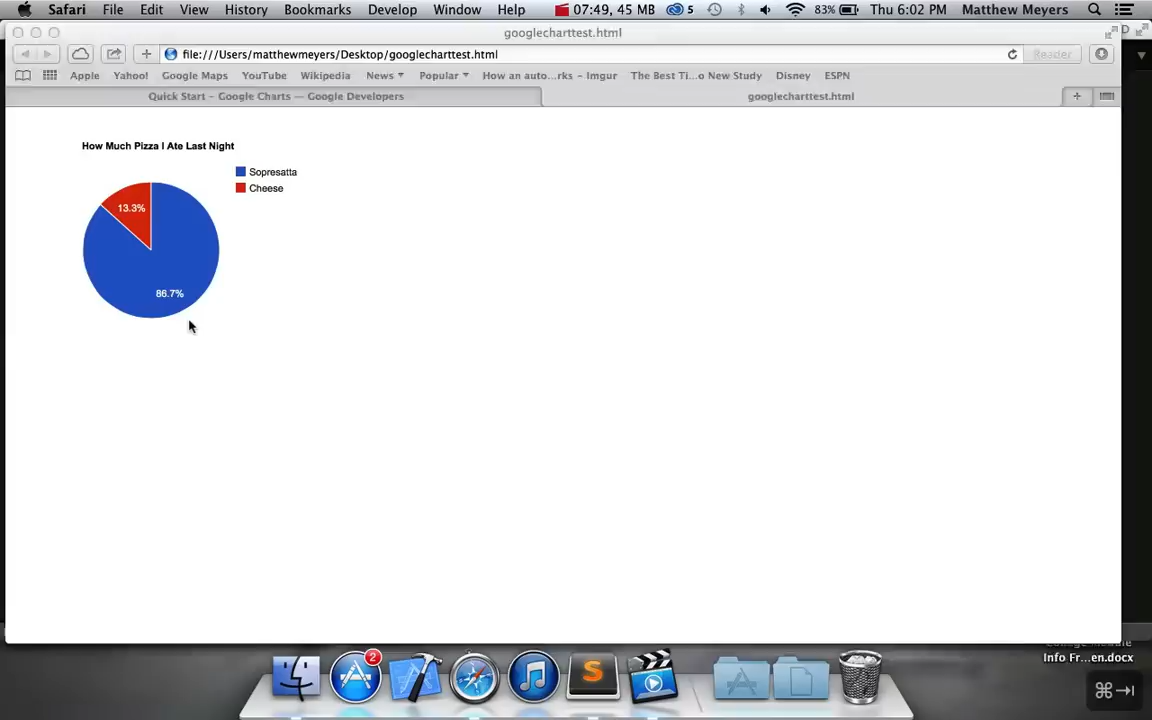 Safari File Edit View History Bookmarks Develop Window Help 07:49, 45 MB 5 83% Thu 6:02 PM Matthew Meyers
googlecharttest.html
file:///Users/matthewmeyers/Desktop/googlecharttest.html Reader
Apple Yahoo! Google Maps YouTube Wikipedia News Popular How an auto...rks - Imgur The Best Ti...o New Study Disney ESPN
Quick Start – Google Charts — Google Developers googlecharttest.html
How Much Pizza I Ate Last Night
Sopresatta
Cheese
13.3%
86.7%
Info Fr...en.docx
2